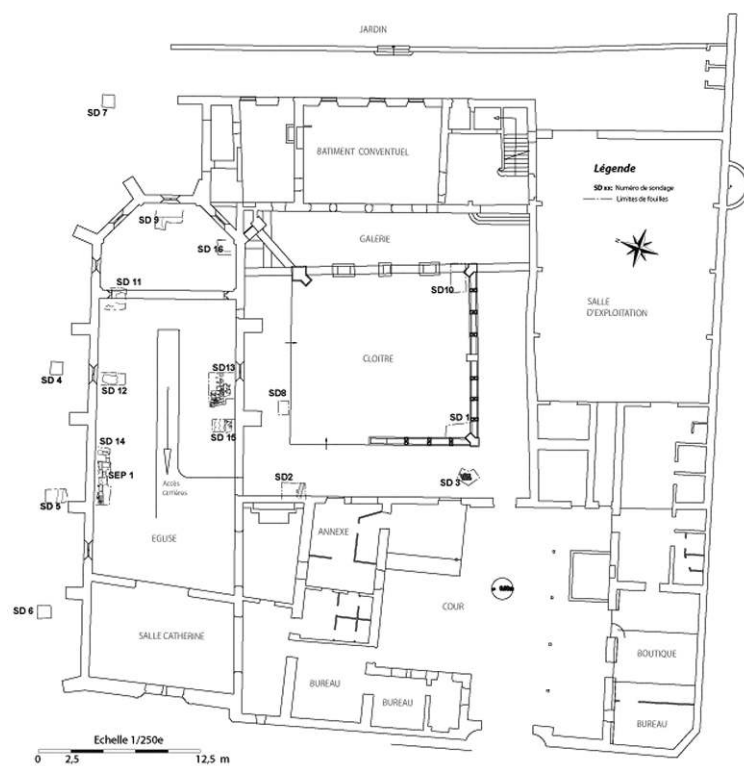 JARDIN
SD 7
BATIMENT CONVENTUEL
Légende
SD xx: Numéro de sondage
Limites de fouilles
SD 9
GALERIE
SD 16
SD 11
SD10
SALLE
D'EXPLOITATION
CLOITRE
SD 4
SD 12
SD13
SD8
SD 1
SD 15
SD 14
SEP 1
Accès
carrières
SD2
SD 3
SD 5
EGLISE
ANNEXE
SD 6
COUR
SALLE CATHERINE
BOUTIQUE
BUREAU
BUREAU
BUREAU
Echelle 1/250e
0 2,5 12,5 m